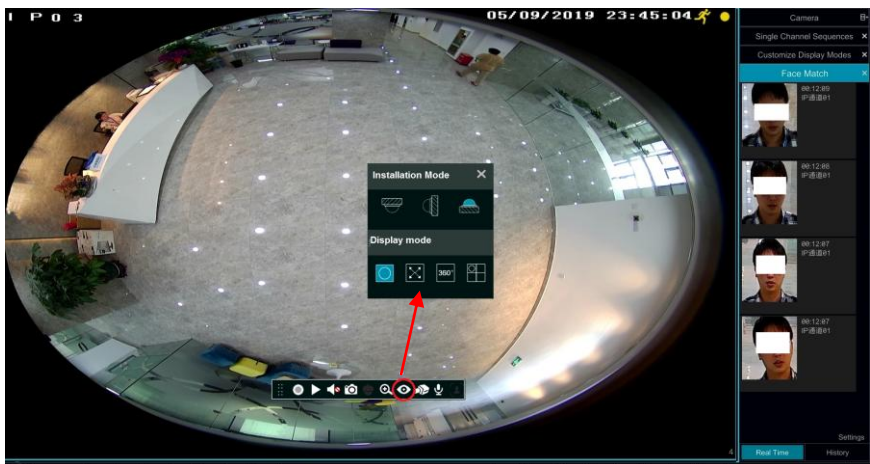 IP03
05/09/2019 23:45:04
Camera
Single Channel Sequences ×
Customize Display Modes ×
Face Match ×
00:12:09
IP通道01
00:12:08
IP通道01
00:12:07
IP通道01
00:12:07
IP通道01
Installation Mode ×
Display mode
360°
4
Settings
Real Time
History